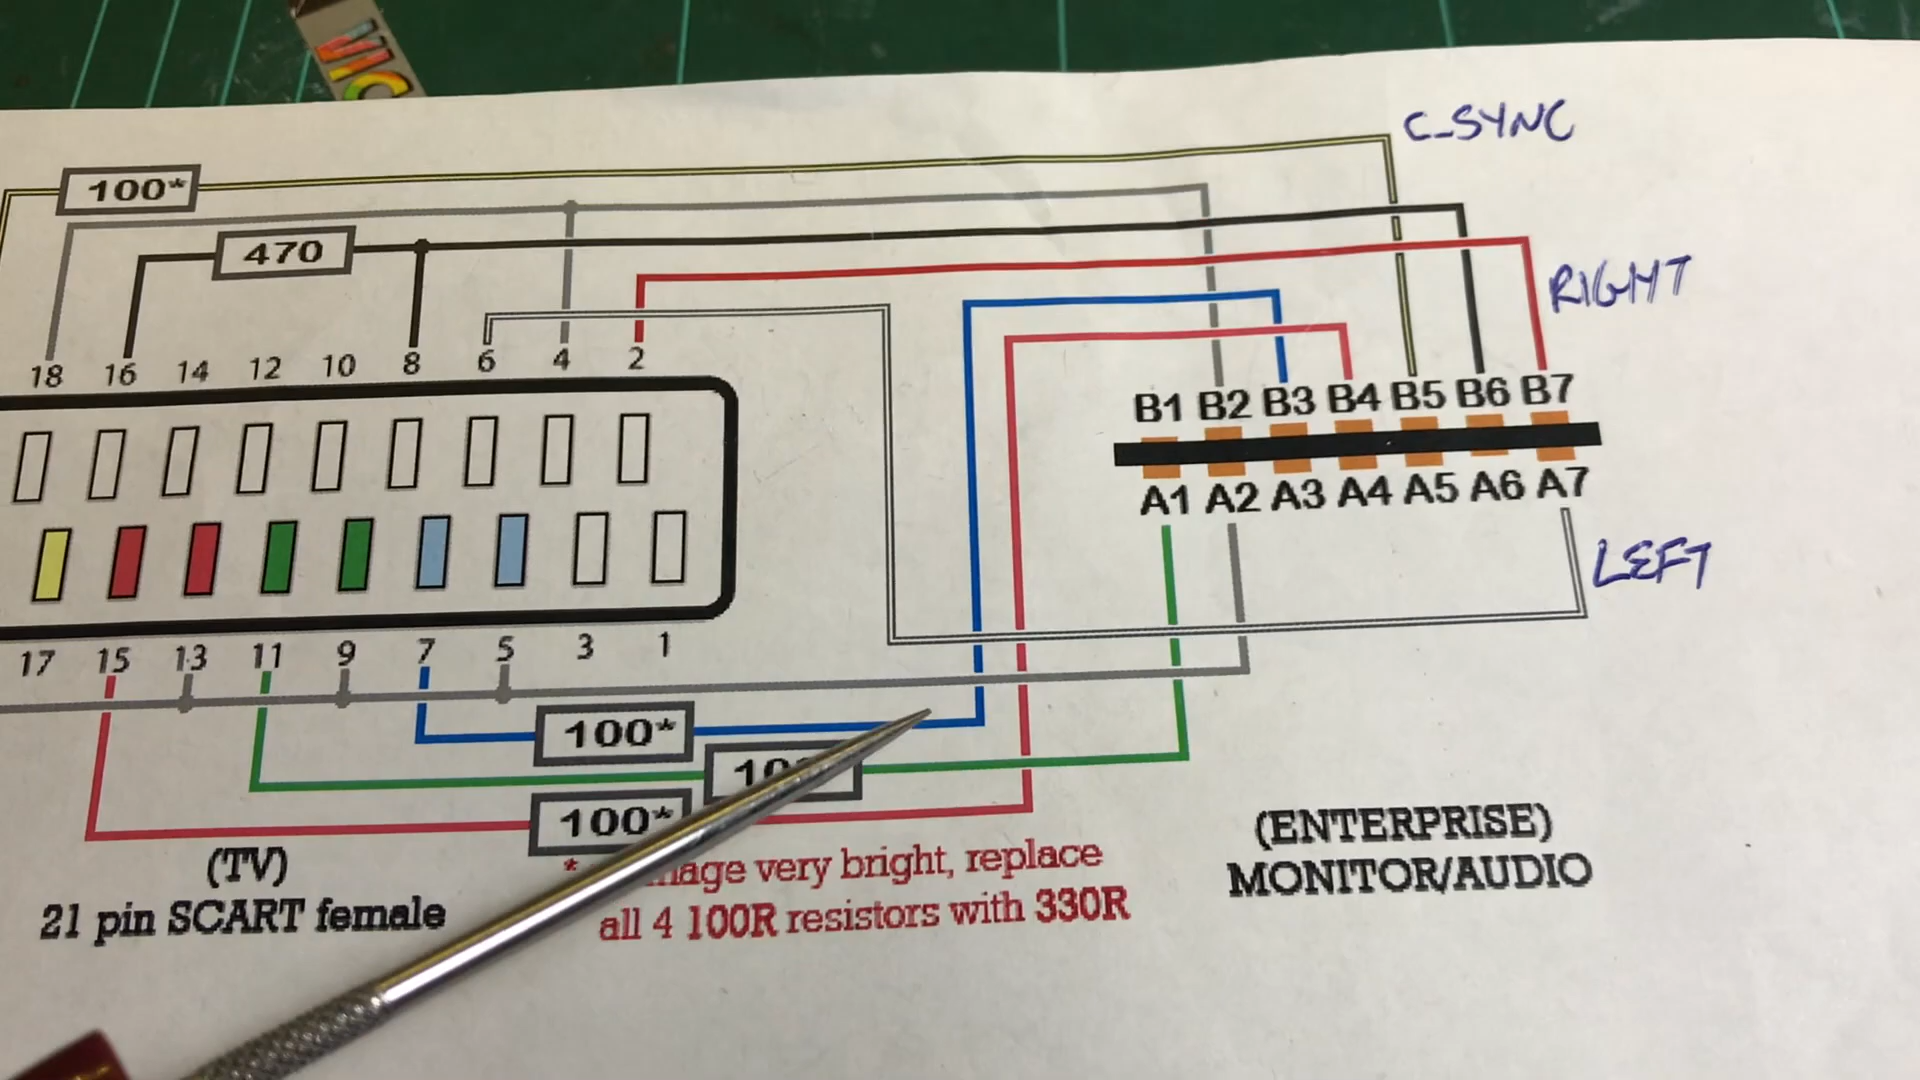 C_SYNC
100*
470
RIGHT
18 16 14 12 10 8 6 4 2
B1 B2 B3 B4 B5 B6 B7
A1 A2 A3 A4 A5 A6 A7
LEFT
17 15 13 11 9 7 5 3 1
100*
100*
(TV)
21 pin SCART female
* very bright, replace
all 4 100R resistors with 330R
(ENTERPRISE)
MONITOR/AUDIO